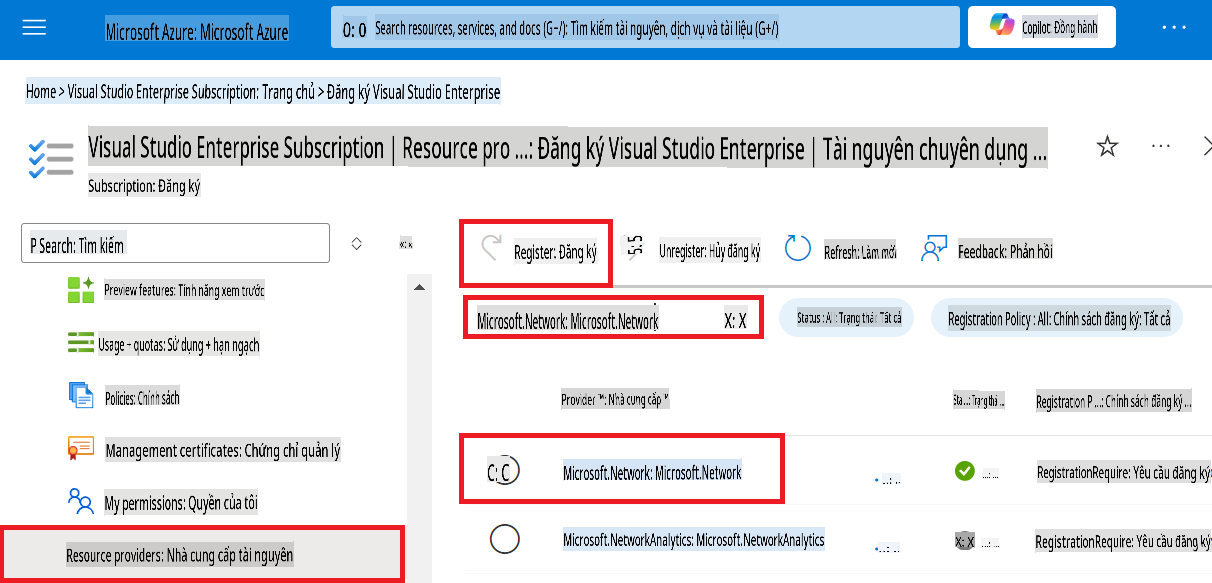 Microsoft Azure: Microsoft Azure
0: 0 Search resources, services, and docs (G+/): Tìm kiếm tài nguyên, dịch vụ và tài liệu (G+/)
Copilot: Đồng hành
Home > Visual Studio Enterprise Subscription: Trang chủ > Đăng ký Visual Studio Enterprise
Visual Studio Enterprise Subscription | Resource pro ...: Đăng ký Visual Studio Enterprise | Tài nguyên chuyên dụng ...
Subscription: Đăng ký
P Search: Tìm kiếm
Register: Đăng ký
Unregister: Hủy đăng ký
Refresh: Làm mới
Feedback: Phản hồi
Preview features: Tính năng xem trước
Microsoft.Network: Microsoft.Network X: X
Status : All: Trạng thái: Tất cả
Registration Policy : All: Chính sách đăng ký: Tất cả
Usage + quotas: Sử dụng + hạn ngạch
Policies: Chính sách
Provider ™: Nhà cung cấp ™
Sta...: Trạng thá ...
Registration P ...: Chính sách đăng ký ...
Management certificates: Chứng chỉ quản lý
C: C
Microsoft.Network: Microsoft.Network
...: ...
...: ...
RegistrationRequire: Yêu cầu đăng ký
My permissions: Quyền của tôi
Resource providers: Nhà cung cấp tài nguyên
Microsoft.NetworkAnalytics: Microsoft.NetworkAnalytics
...: ...
X: X
...: ...
RegistrationRequire: Yêu cầu đăng ký